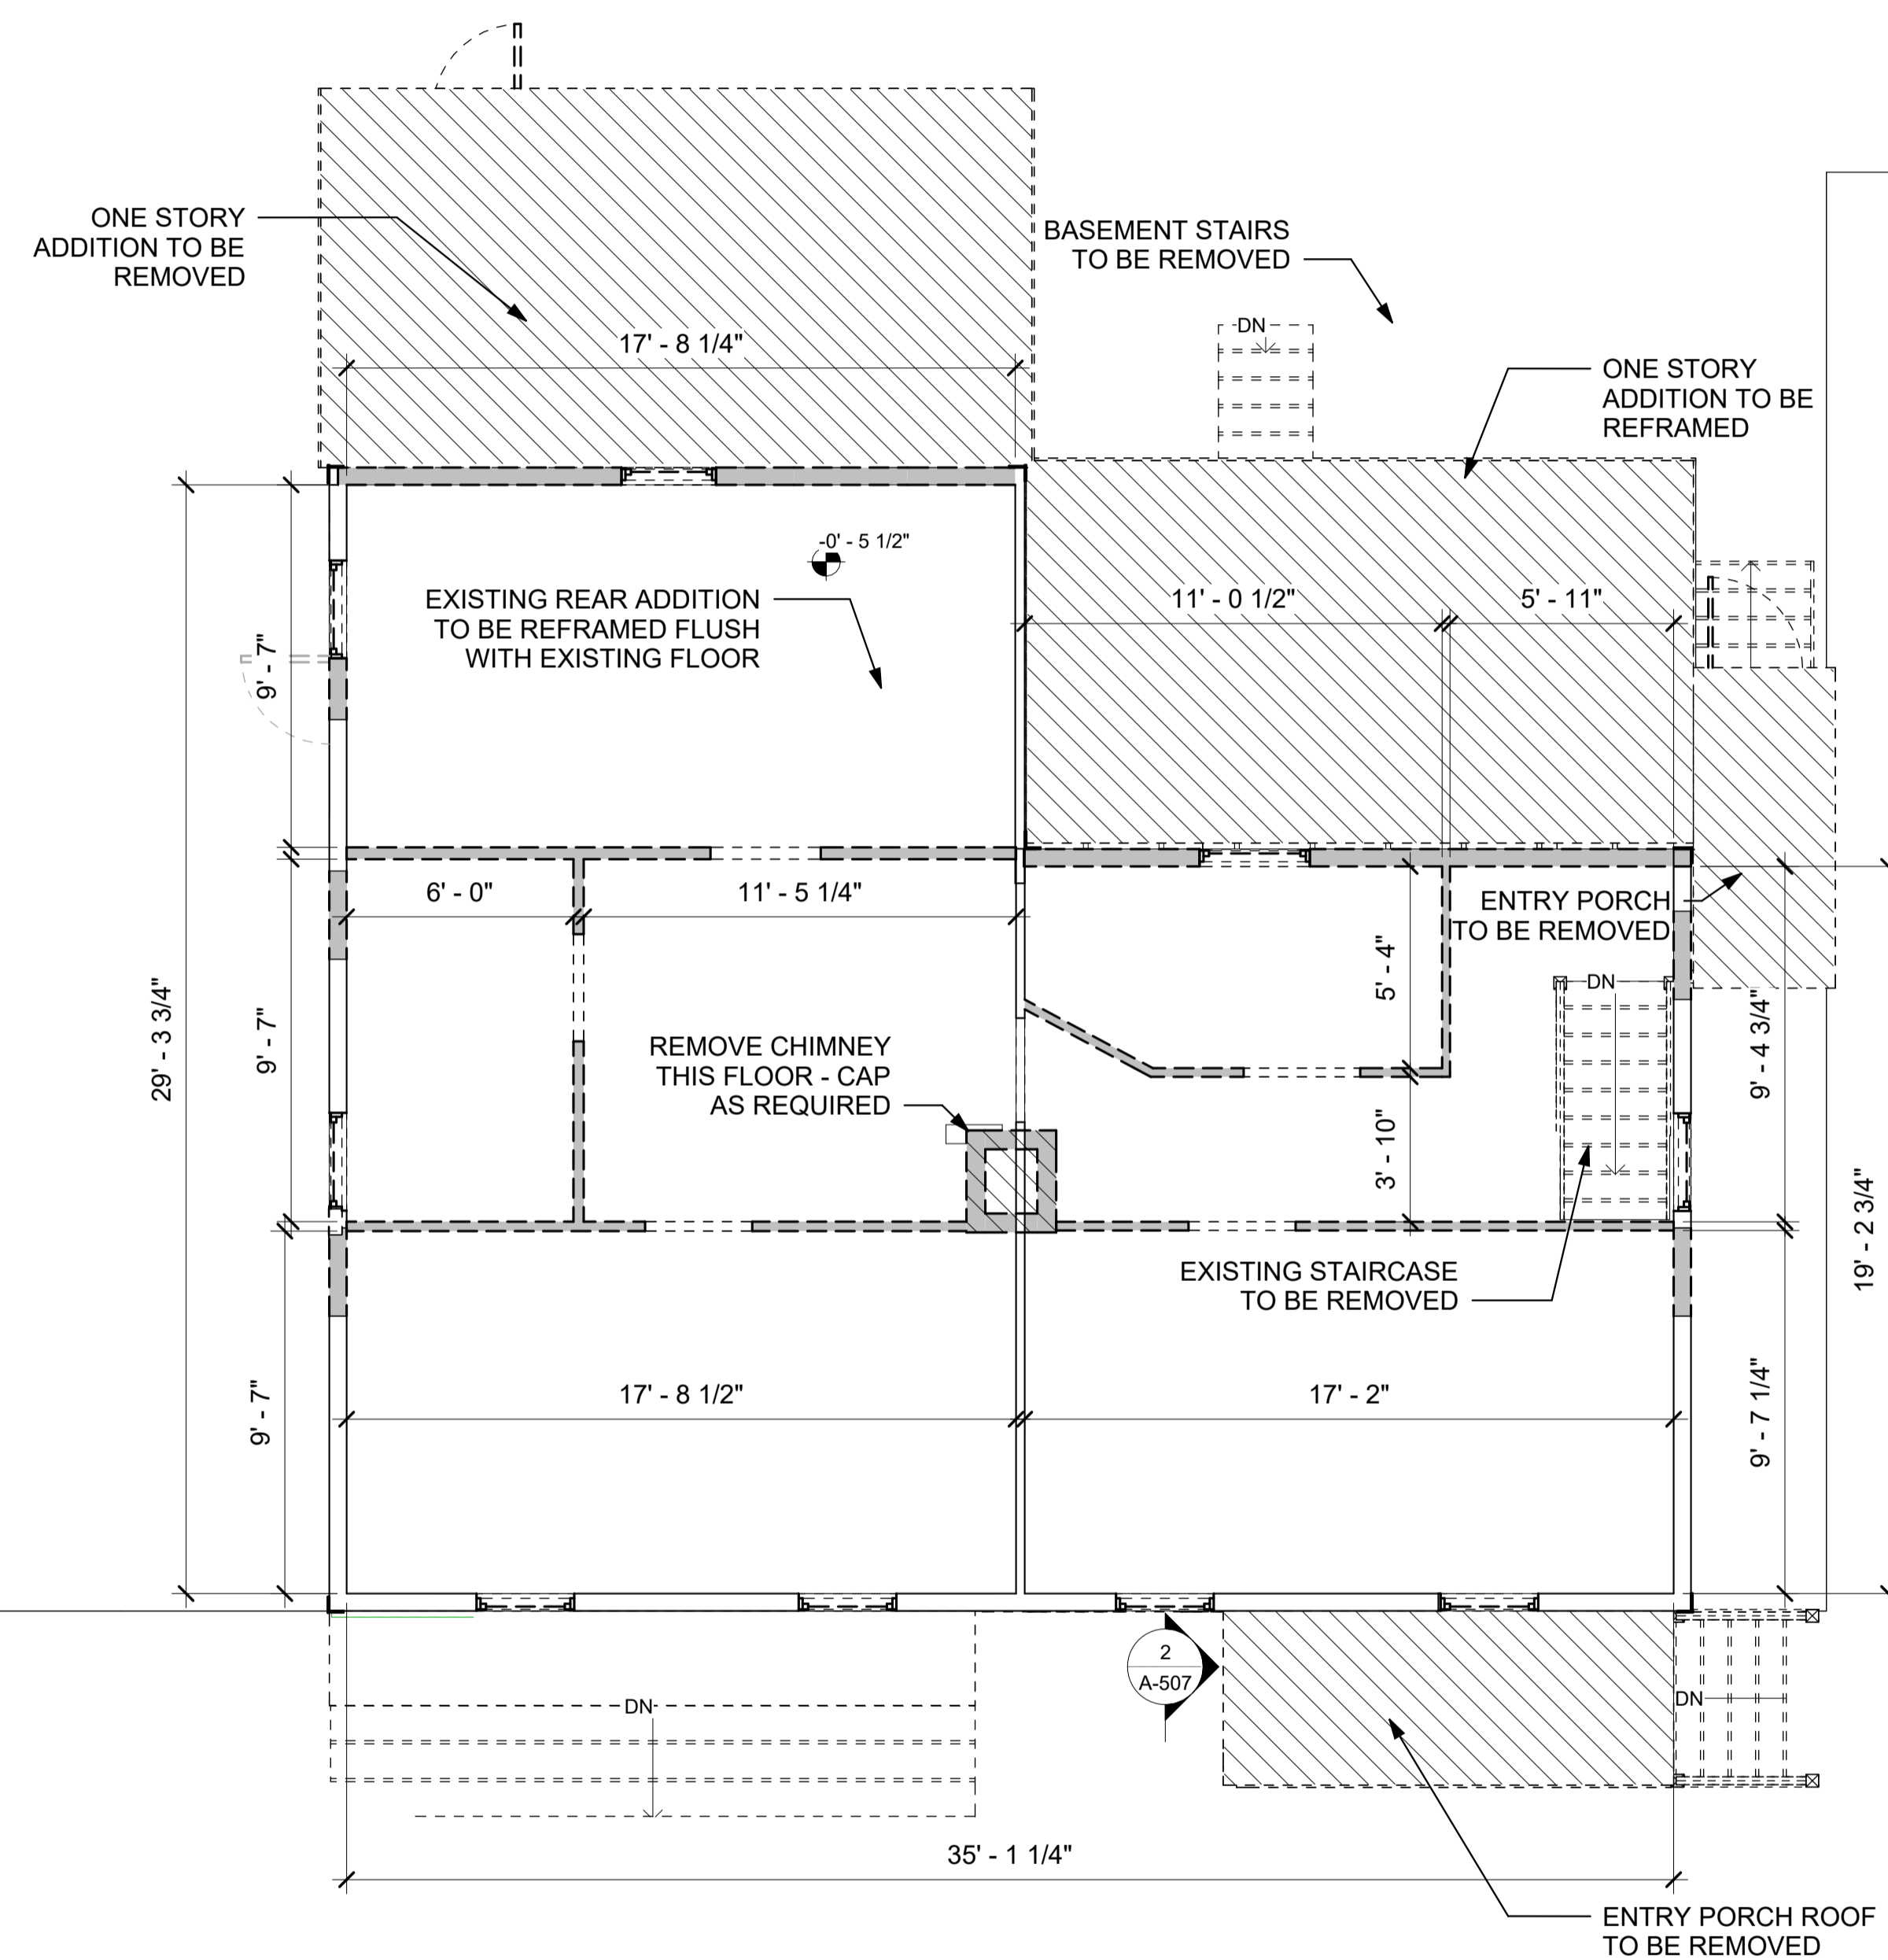 ONE STORY
ADDITION TO BE
REMOVED
BASEMENT STAIRS
TO BE REMOVED
DN
17' - 8 1/4"
ONE STORY
ADDITION TO BE
REFRAMED
-0' - 5 1/2"
EXISTING REAR ADDITION
TO BE REFRAMED FLUSH
WITH EXISTING FLOOR
11' - 0 1/2"
5' - 11"
9' - 7"
6' - 0"
11' - 5 1/4"
ENTRY PORCH
TO BE REMOVED
5' - 4"
DN
29' - 3 3/4"
9' - 7"
REMOVE CHIMNEY
THIS FLOOR - CAP
AS REQUIRED
9' - 4 3/4"
3' - 10"
19' - 2 3/4"
EXISTING STAIRCASE
TO BE REMOVED
9' - 7"
17' - 8 1/2"
17' - 2"
9' - 7 1/4"
2
A-507
DN
DN
35' - 1 1/4"
ENTRY PORCH ROOF
TO BE REMOVED